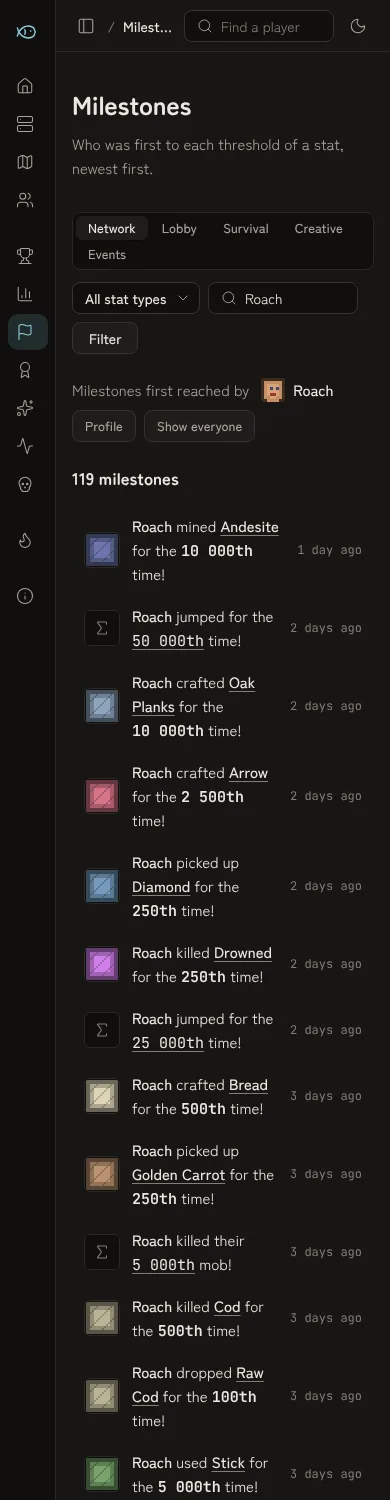 / Milest... Find a player
Milestones
Who was first to each threshold of a stat,
newest first.
Network Lobby Survival Creative
Events
All stat types Roach
Filter
Milestones first reached by Roach
Profile Show everyone
119 milestones
Roach mined Andesite
for the 10 000th
time!
1 day ago
Σ
Roach jumped for the
50 000th time!
2 days ago
Roach crafted Oak
Planks for the
10 000th time!
2 days ago
Roach crafted Arrow
for the 2 500th
time!
2 days ago
Roach picked up
Diamond for the
250th time!
2 days ago
Roach killed Drowned
for the 250th time!
2 days ago
Σ
Roach jumped for the
25 000th time!
2 days ago
Roach crafted Bread
for the 500th time!
3 days ago
Roach picked up
Golden Carrot for the
250th time!
3 days ago
Σ
Roach killed their
5 000th mob!
3 days ago
Roach killed Cod for
the 500th time!
3 days ago
Roach dropped Raw
Cod for the 100th
time!
3 days ago
Roach used Stick for
the 5 000th time!
3 days ago